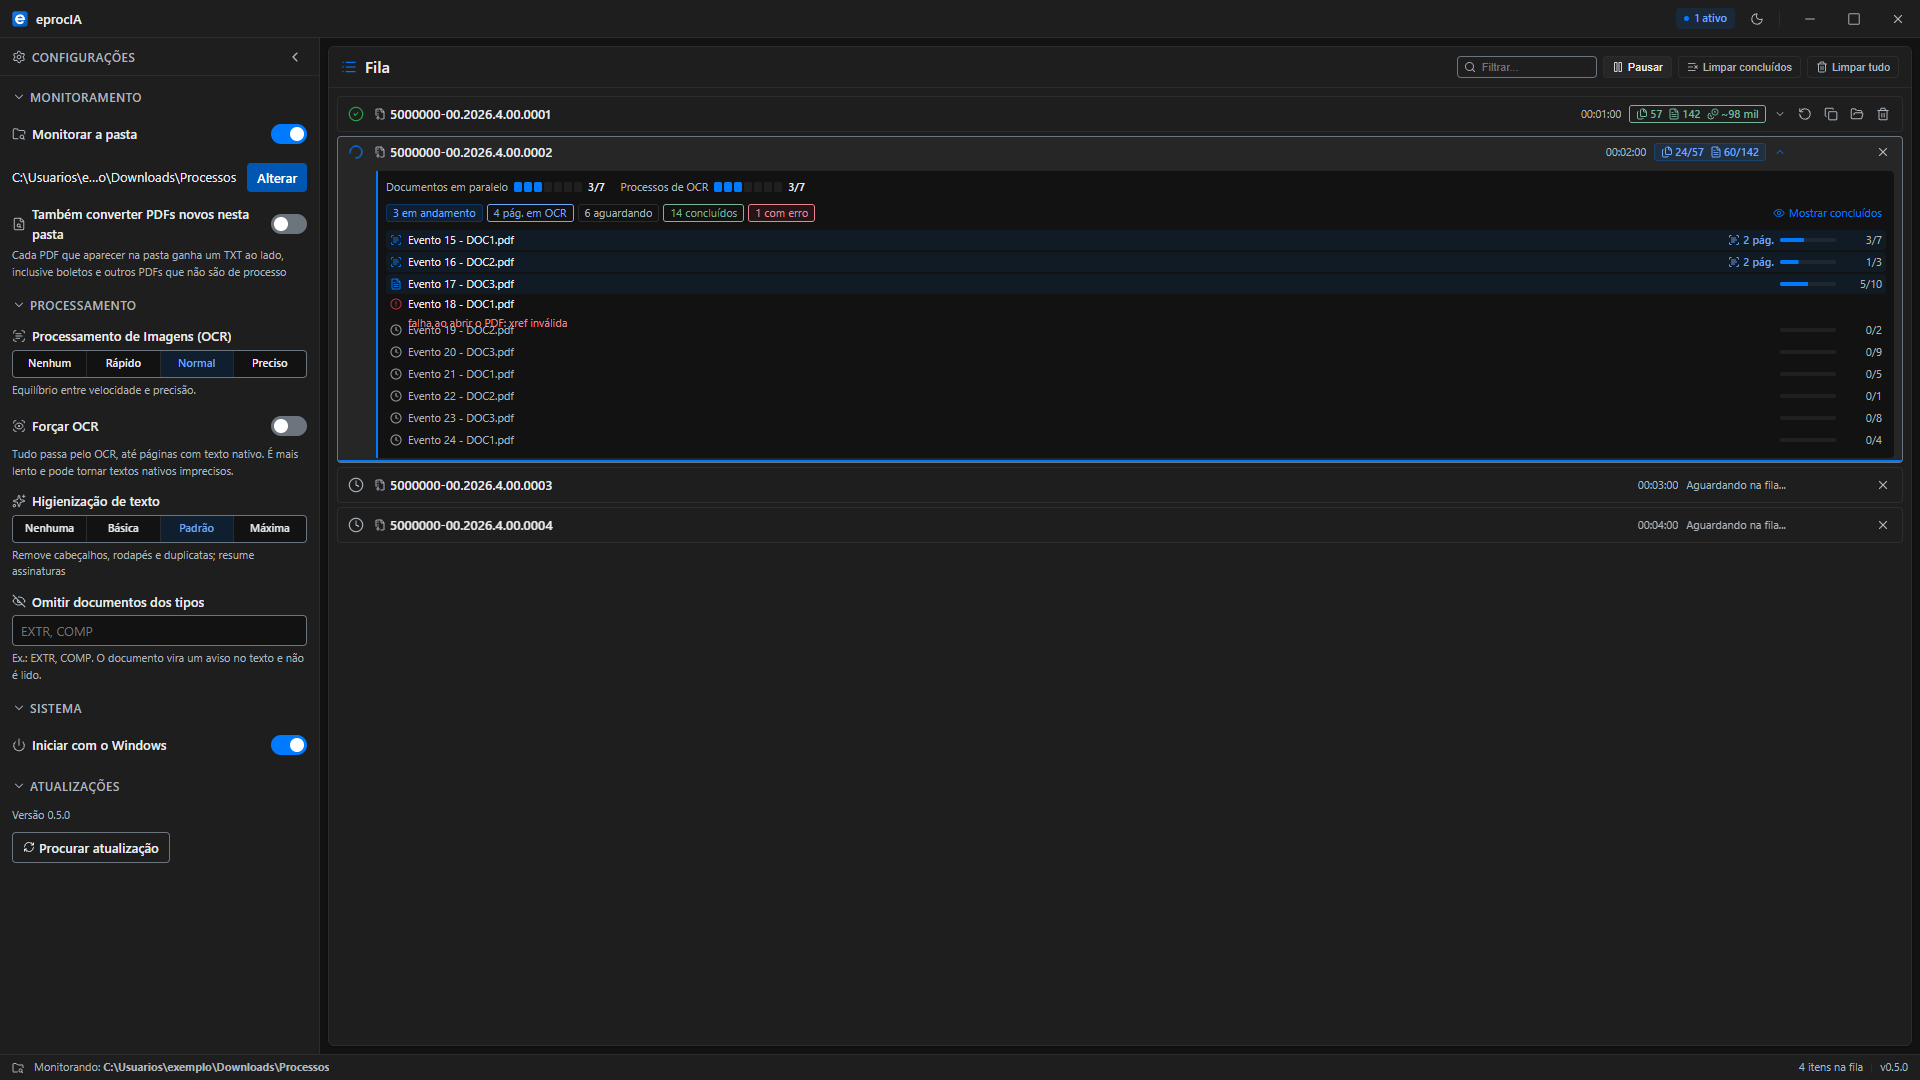 eprocIA
1 ativo
CONFIGURAÇÕES
MONITORAMENTO
Monitorar a pasta
C:\Usuarios\e...o\Downloads\Processos
Alterar
Também converter PDFs novos nesta
pasta
Cada PDF que aparecer na pasta ganha um TXT ao lado,
inclusive boletos e outros PDFs que não são de processo
PROCESSAMENTO
Processamento de Imagens (OCR)
Nenhum Rápido Normal Preciso
Equilíbrio entre velocidade e precisão.
Forçar OCR
Tudo passa pelo OCR, até páginas com texto nativo. É mais
lento e pode tornar textos nativos imprecisos.
Higienização de texto
Nenhuma Básica Padrão Máxima
Remove cabeçalhos, rodapés e duplicatas; resume
assinaturas
Omitir documentos dos tipos
EXTR, COMP
Ex.: EXTR, COMP. O documento vira um aviso no texto e não
é lido.
SISTEMA
Iniciar com o Windows
ATUALIZAÇÕES
Versão 0.5.0
Procurar atualização
Fila
Filtrar...
Pausar
Limpar concluídos
Limpar tudo
5000000-00.2026.4.00.0001 00:01:00 57 142 ~98 mil
5000000-00.2026.4.00.0002 00:02:00 24/57 60/142
Documentos em paralelo 3/7 Processos de OCR 3/7
3 em andamento 4 pág. em OCR 6 aguardando 14 concluídos 1 com erro Mostrar concluídos
Evento 15 - DOC1.pdf 2 pág. 3/7
Evento 16 - DOC2.pdf 2 pág. 1/3
Evento 17 - DOC3.pdf 5/10
Evento 18 - DOC1.pdf
falha ao abrir o PDF: xref inválida
Evento 19 - DOC2.pdf 0/2
Evento 20 - DOC3.pdf 0/9
Evento 21 - DOC1.pdf 0/5
Evento 22 - DOC2.pdf 0/1
Evento 23 - DOC3.pdf 0/8
Evento 24 - DOC1.pdf 0/4
5000000-00.2026.4.00.0003 00:03:00 Aguardando na fila...
5000000-00.2026.4.00.0004 00:04:00 Aguardando na fila...
Monitorando: C:\Usuarios\exemplo\Downloads\Processos
4 itens na fila v0.5.0